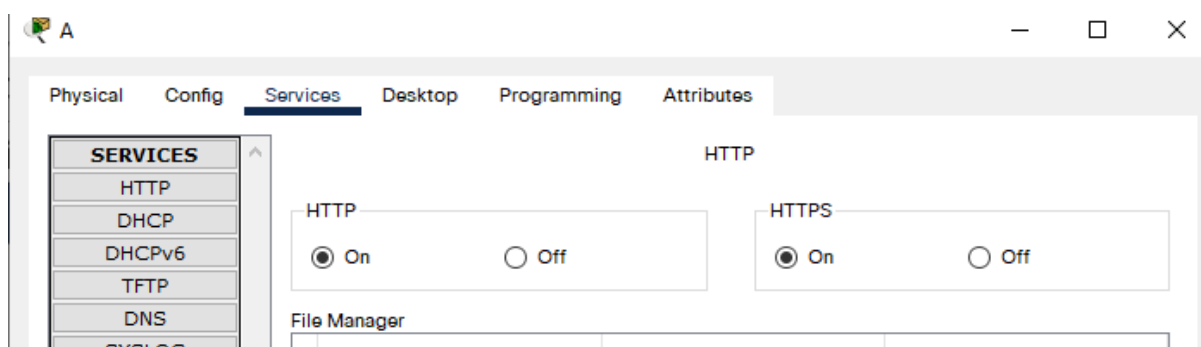 A
Physical Config Services Desktop Programming Attributes
SERVICES
HTTP
DHCP
DHCPv6
TFTP
DNS
HTTP
HTTP
On Off
HTTPS
On Off
File Manager